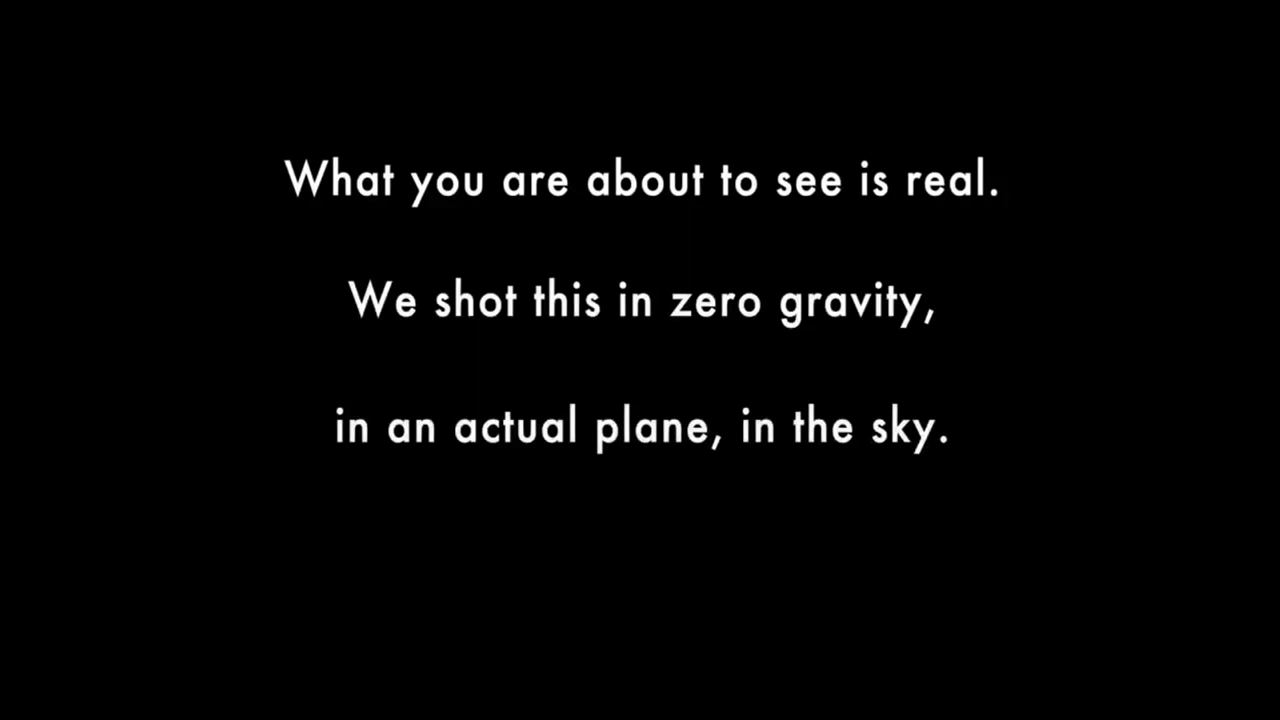 What you are about to see is real.
We shot this in zero gravity,
in an actual plane, in the sky.